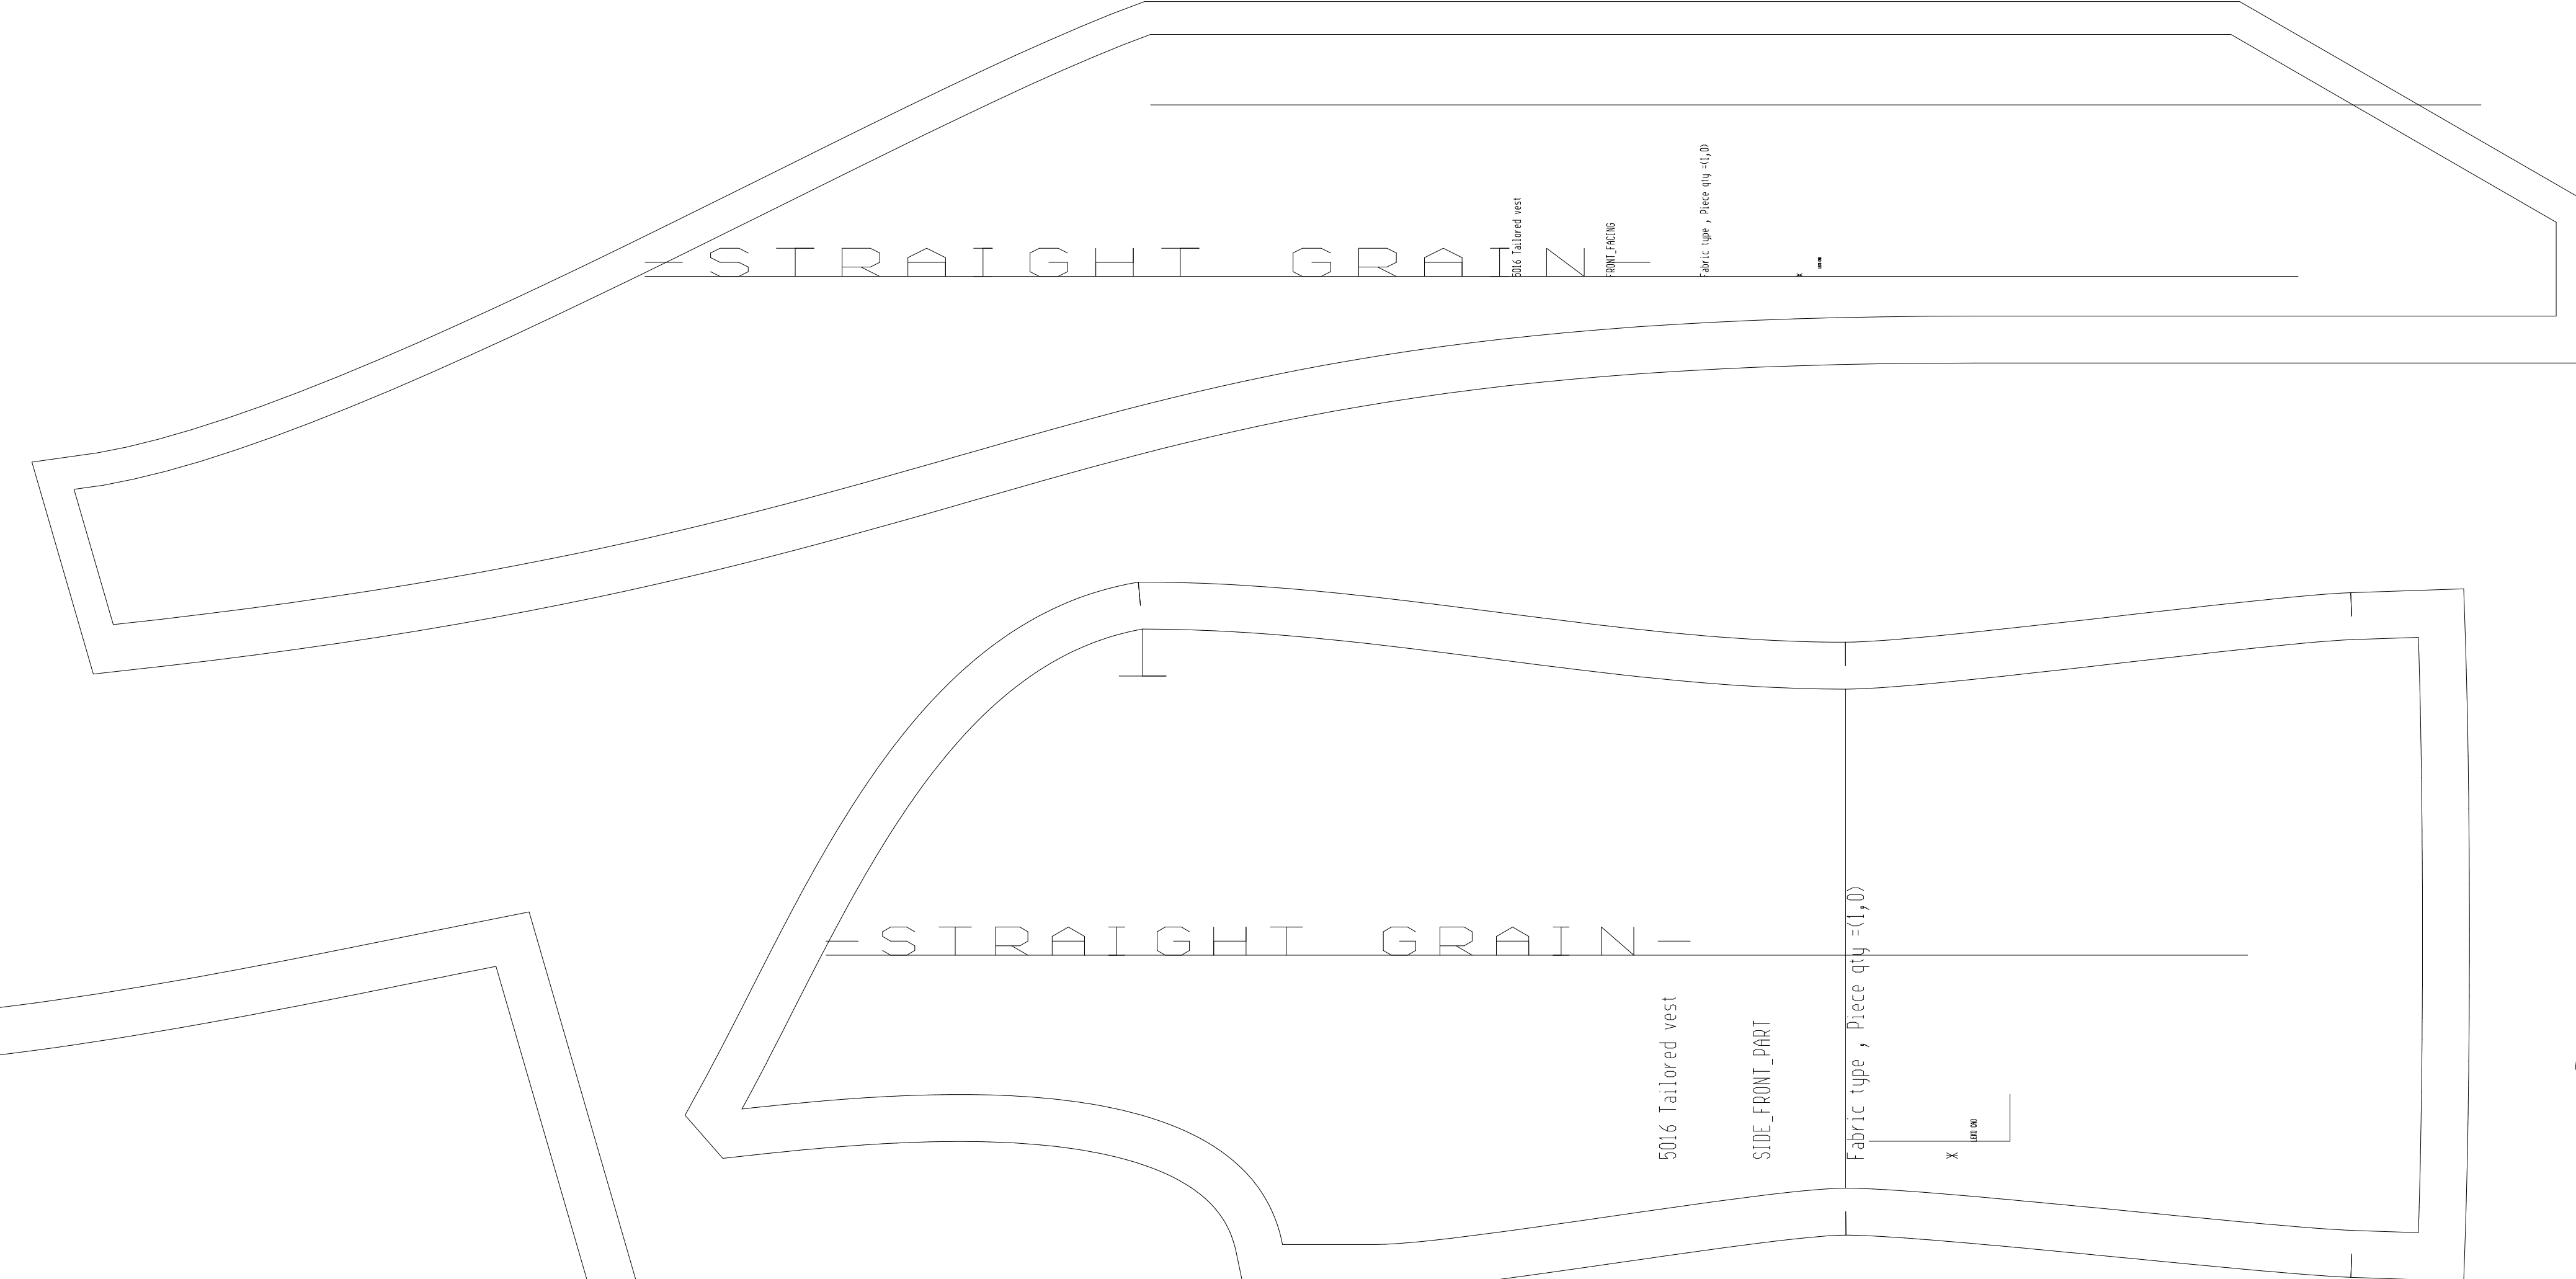 -STRAIGHT GRAIN-
5016 Tailored vest
FRONT_FACING
Fabric type , Piece qty =(1,0)
-STRAIGHT GRAIN-
5016 Tailored vest
SIDE_FRONT_PART
Fabric type , Piece qty =(1,0)